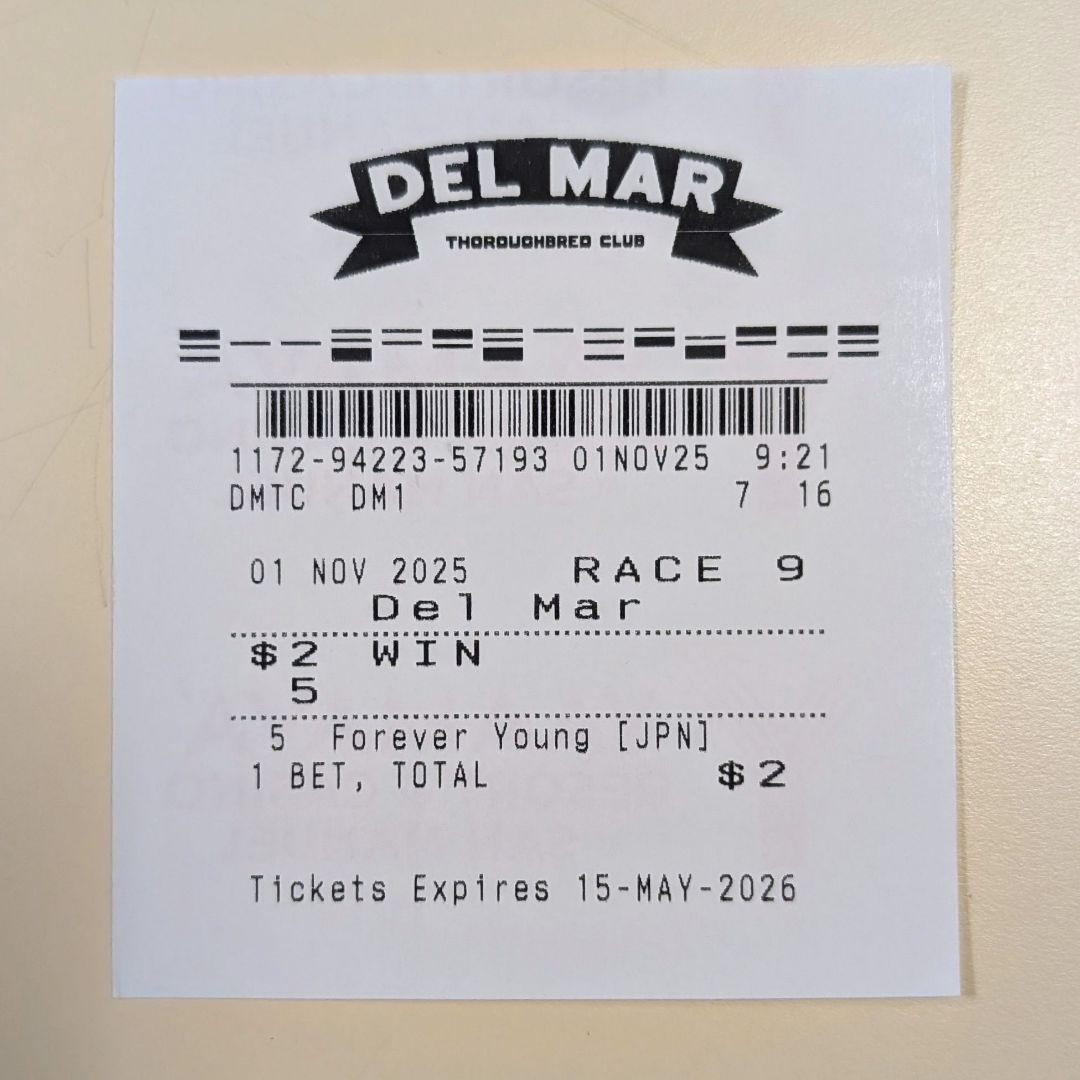 DEL MAR
THOROUGHBRED CLUB
1172-94223-57193 01NOV25 9:21
DMTC DM1 7 16
01 NOV 2025 RACE 9
Del Mar
$2 WIN
5
5 Forever Young [JPN]
1 BET, TOTAL $2
Tickets Expires 15-MAY-2026